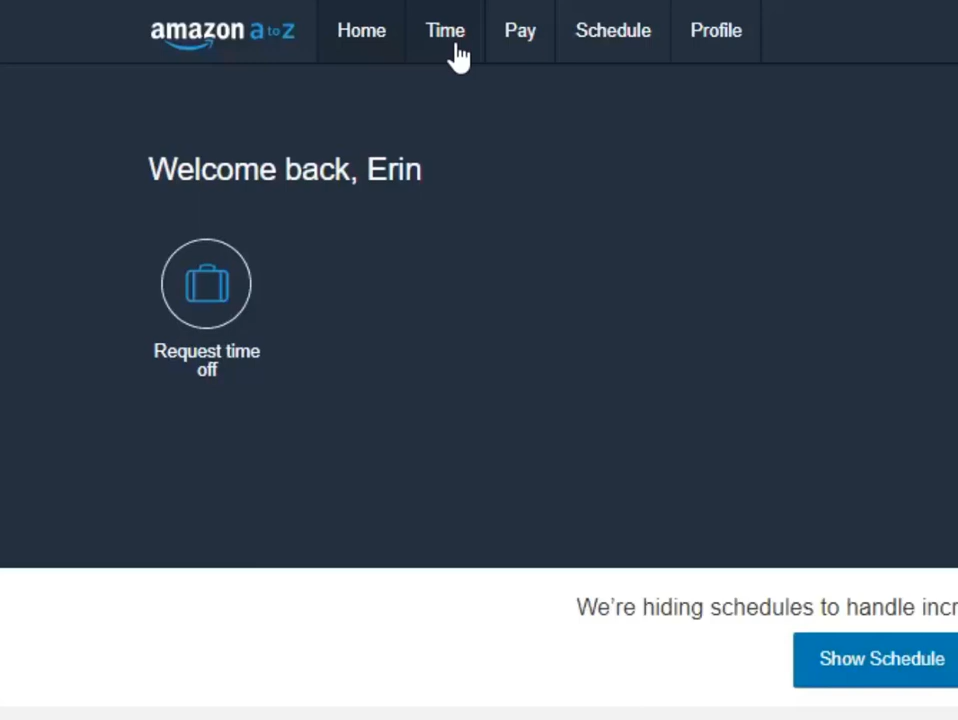 amazon a to z Home Time Pay Schedule Profile
Welcome back, Erin
Request time
off
We're hiding schedules to handle
Show Schedule